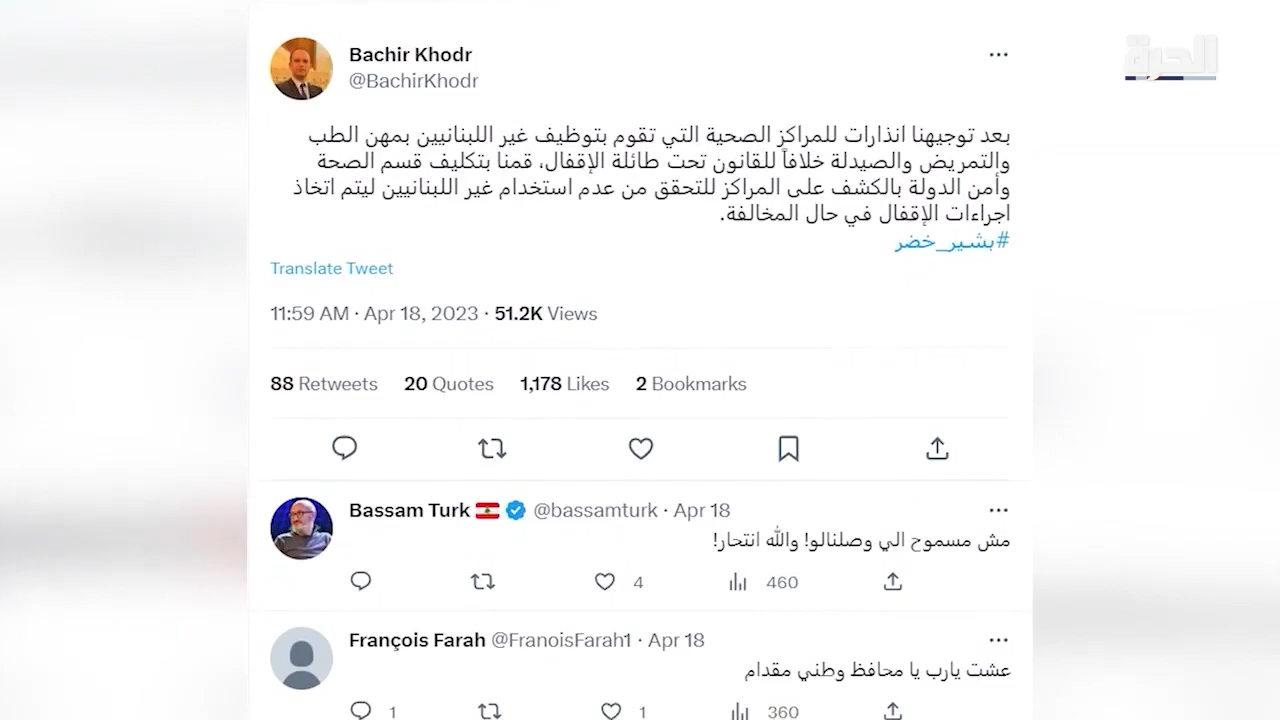 الحرة
Bachir Khodr
@BachirKhodr
بعد توجيهنا انذارات للمراكز الصحية التي تقوم بتوظيف غير اللبنانيين بمهن الطب
والتمريض والصيدلة خلافاً للقانون تحت طائلة الإقفال، قمنا بتكليف قسم الصحة
وأمن الدولة بالكشف على المراكز للتحقق من عدم استخدام غير اللبنانيين ليتم اتخاذ
اجراءات الإقفال في حال المخالفة.
#بشير_خضر
Translate Tweet
11:59 AM · Apr 18, 2023 · 51.2K Views
88 Retweets 20 Quotes 1,178 Likes 2 Bookmarks
Bassam Turk @bassamturk · Apr 18
مش مسموح الي وصلنالو! والله انتحار!
4 460
François Farah @FranoisFarah1 · Apr 18
عشت يارب يا محافظ وطني مقدام
1 1 360